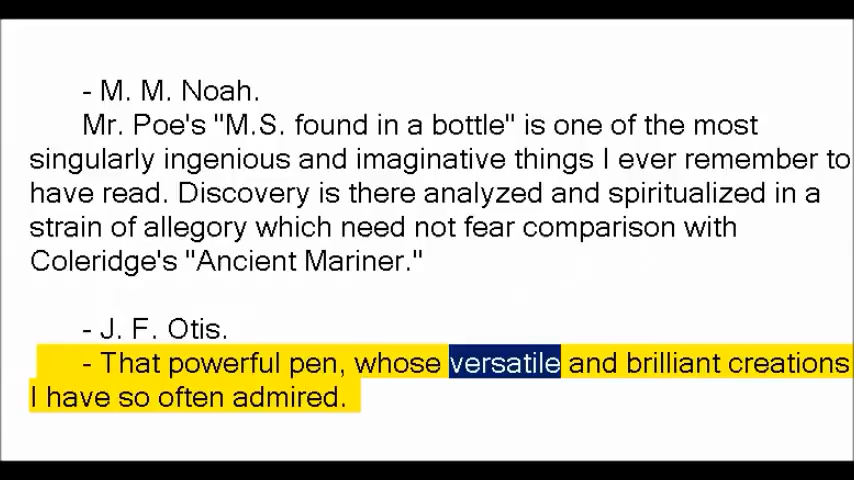 - M. M. Noah.
Mr. Poe's "M.S. found in a bottle" is one of the most
singularly ingenious and imaginative things I ever remember to
have read. Discovery is there analyzed and spiritualized in a
strain of allegory which need not fear comparison with
Coleridge's "Ancient Mariner."
- J. F. Otis.
- That powerful pen, whose versatile and brilliant creations
I have so often admired.